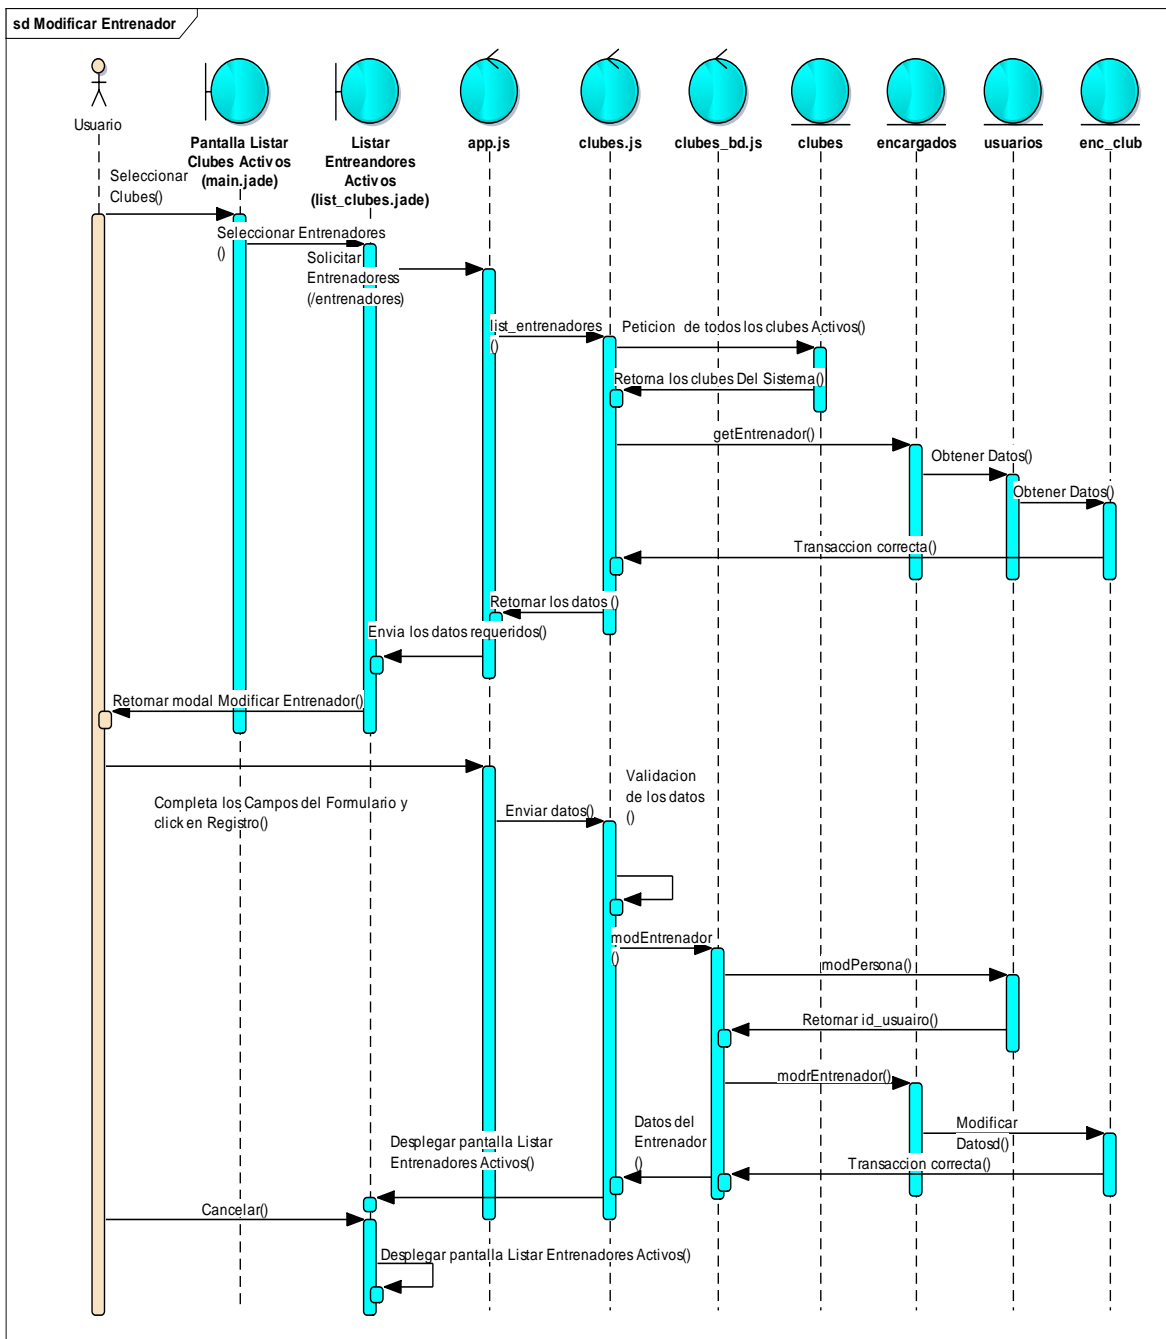 sd Modificar Entrenador
Usuario
Pantalla Listar
Clubes Activos
(main.jade)
Listar
Entreandores
Activos
(list_clubes.jade)
app.js
clubes.js
clubes_bd.js
clubes
encargados
usuarios
enc_club
Seleccionar
Clubes()
Seleccionar Entrenadores
()
Solicitar
Entrenadoress
(/entrenadores)
list_entrenadores
()
Peticion de todos los clubes Activos()
Retorna los clubes Del Sistema()
getEntrenador()
Obtener Datos()
Obtener Datos()
Transaccion correcta()
Retornar los datos ()
Envia los datos requeridos()
Retornar modal Modificar Entrenador()
Completa los Campos del Formulario y
click en Registro()
Enviar datos()
Validacion
de los datos
()
modEntrenador
()
modPersona()
Retornar id_usuairo()
modrEntrenador()
Modificar
Datosd()
Transaccion correcta()
Datos del
Entrenador
()
Desplegar pantalla Listar
Entrenadores Activos()
Cancelar()
Desplegar pantalla Listar Entrenadores Activos()